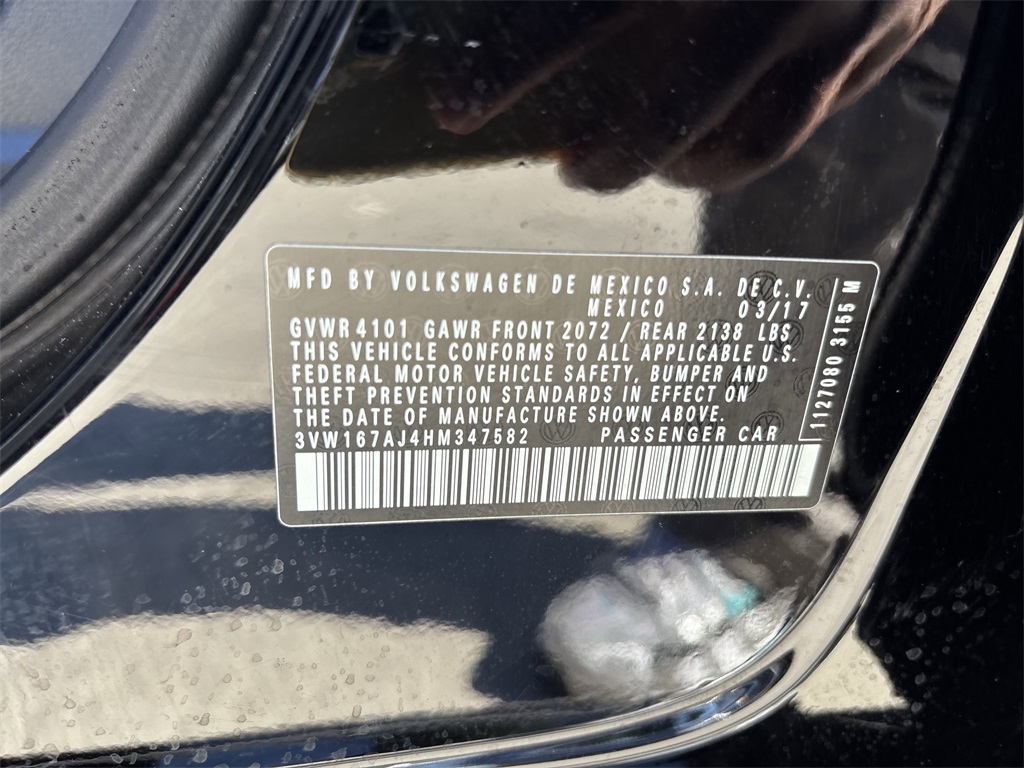 MFD BY VOLKSWAGEN DE MEXICO S.A. DE C.V.
MEXICO 03/17
GVWR 4101 GAWR FRONT 2072 / REAR 2138 LBS
THIS VEHICLE CONFORMS TO ALL APPLICABLE U.S.
FEDERAL MOTOR VEHICLE SAFETY, BUMPER AND
THEFT PREVENTION STANDARDS IN EFFECT ON
THE DATE OF MANUFACTURE SHOWN ABOVE.
3VW167AJ4HM347582 PASSENGER CAR
1127080 3155 M